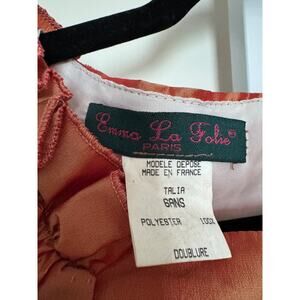 Emma La Folie®
PARIS
MODELE DEPOSE
MADE IN FRANCE
TALIA
6ANS
POLYESTER 100%
DOUBLURE